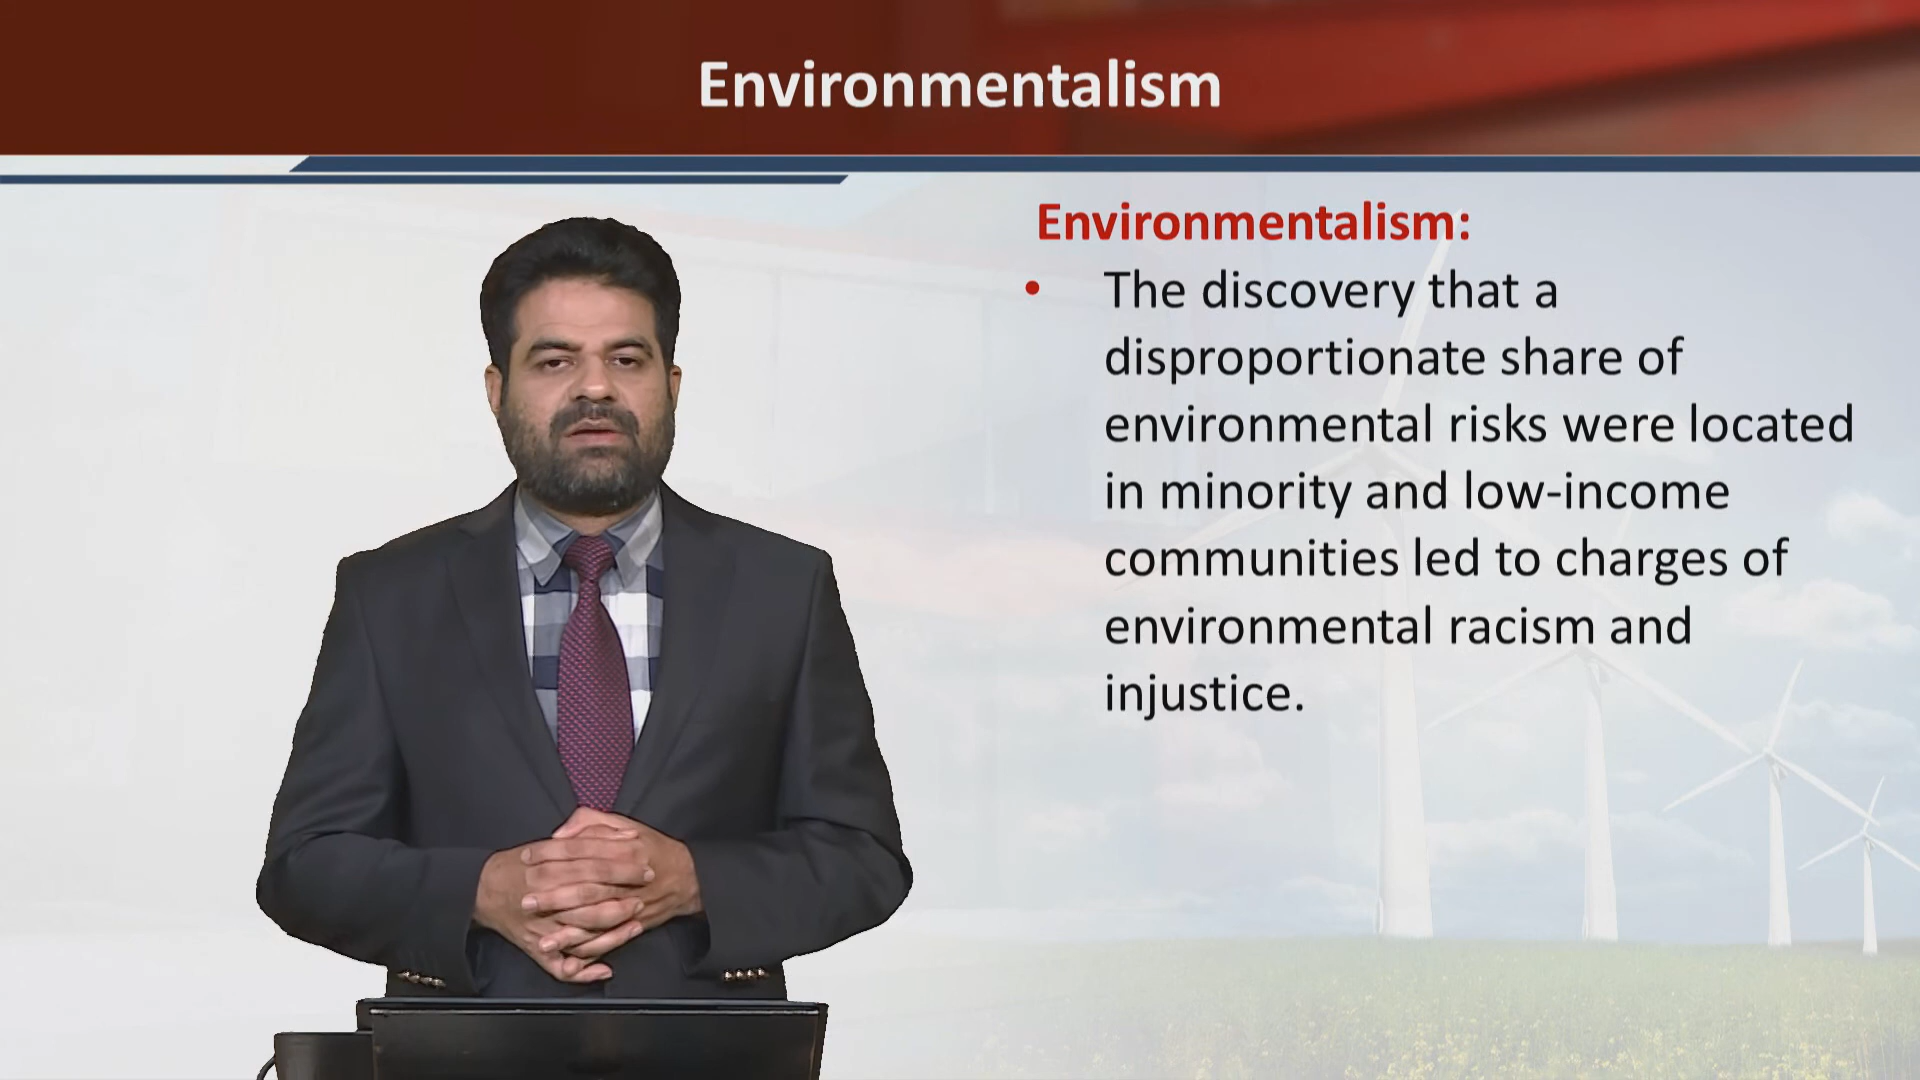 Environmentalism
Environmentalism:
• The discovery that a
disproportionate share of
environmental risks were located
in minority and low-income
communities led to charges of
environmental racism and
injustice.